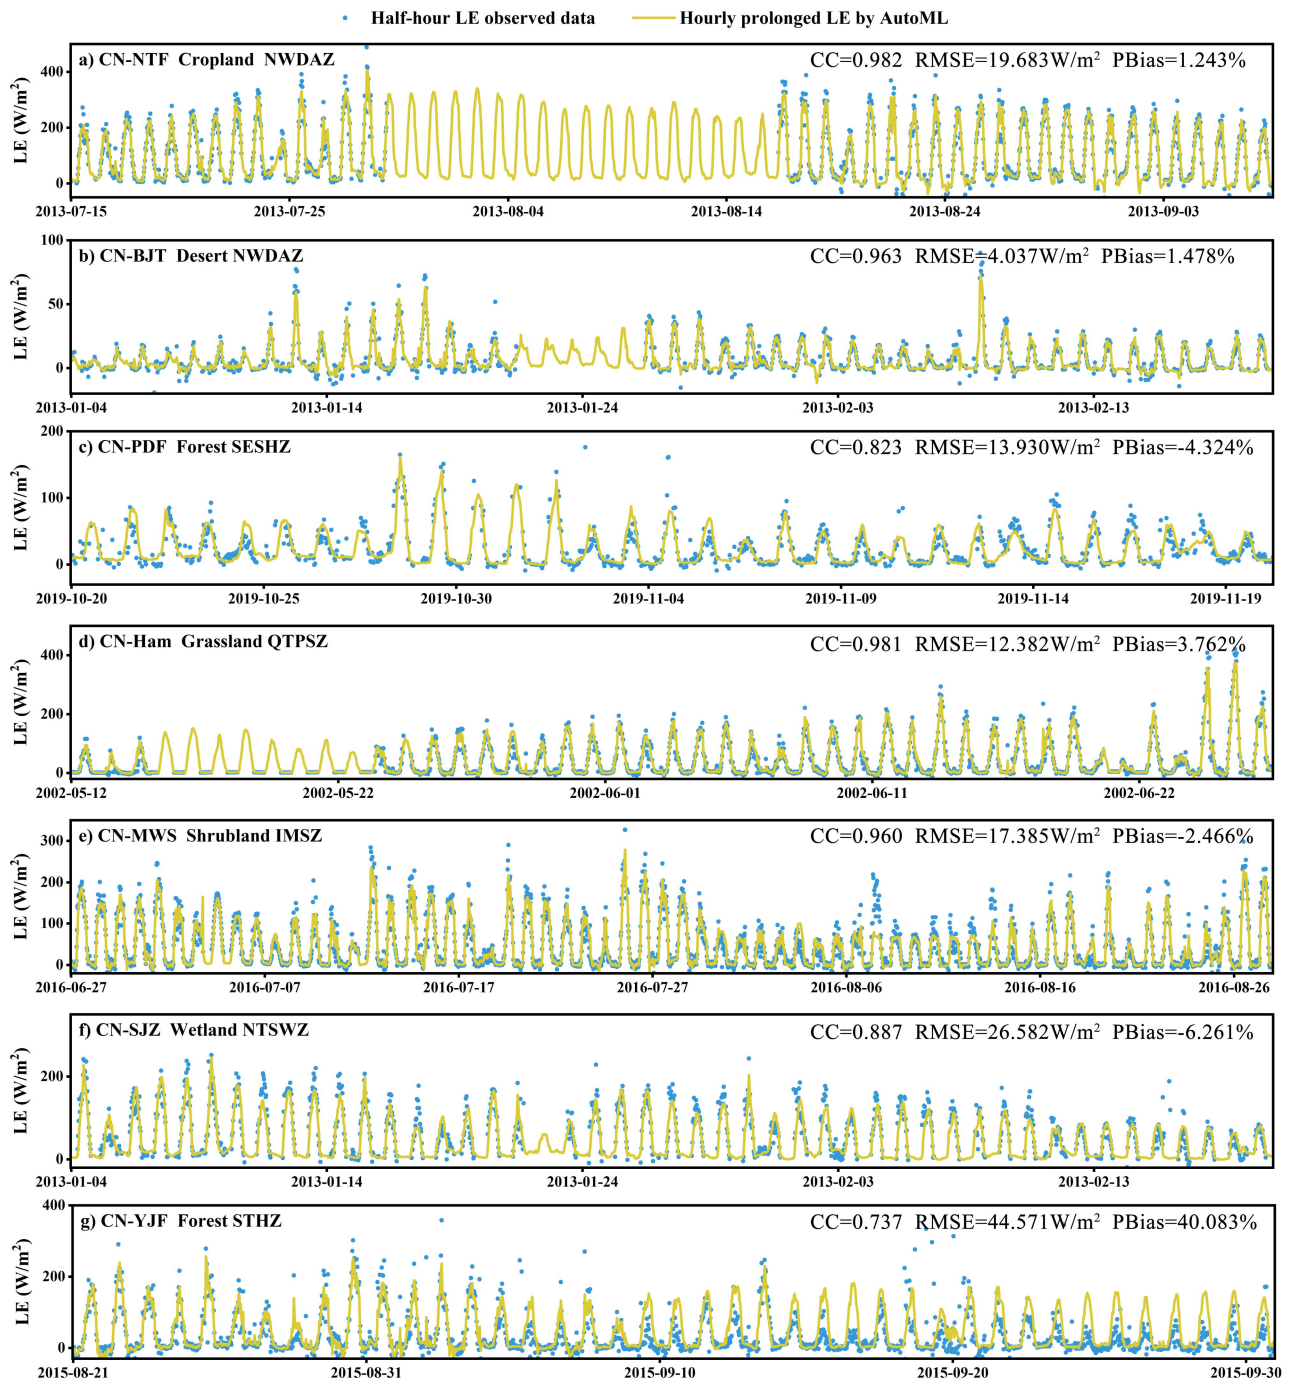 Half-hour LE observed data Hourly prolonged LE by AutoML
a) CN-NTF Cropland NWDAZ CC=0.982 RMSE=19.683W/m² PBias=1.243%
LE (W/m²)
400
200
0
2013-07-15 2013-07-25 2013-08-04 2013-08-14 2013-08-24 2013-09-03
b) CN-BJT Desert NWDAZ CC=0.963 RMSE=4.037W/m² PBias=1.478%
LE (W/m²)
100
50
0
2013-01-04 2013-01-14 2013-01-24 2013-02-03 2013-02-13
c) CN-PDF Forest SESHZ CC=0.823 RMSE=13.930W/m² PBias=-4.324%
LE (W/m²)
200
100
0
2019-10-20 2019-10-25 2019-10-30 2019-11-04 2019-11-09 2019-11-14 2019-11-19
d) CN-Ham Grassland QTPSZ CC=0.981 RMSE=12.382W/m² PBias=3.762%
LE (W/m²)
400
200
0
2002-05-12 2002-05-22 2002-06-01 2002-06-11 2002-06-22
e) CN-MWS Shrubland IMSZ CC=0.960 RMSE=17.385W/m² PBias=-2.466%
LE (W/m²)
300
200
100
0
2016-06-27 2016-07-07 2016-07-17 2016-07-27 2016-08-06 2016-08-16 2016-08-26
f) CN-SJZ Wetland NTSWZ CC=0.887 RMSE=26.582W/m² PBias=-6.261%
LE (W/m²)
200
0
2013-01-04 2013-01-14 2013-01-24 2013-02-03 2013-02-13
g) CN-YJF Forest STHZ CC=0.737 RMSE=44.571W/m² PBias=40.083%
LE (W/m²)
400
200
0
2015-08-21 2015-08-31 2015-09-10 2015-09-20 2015-09-30